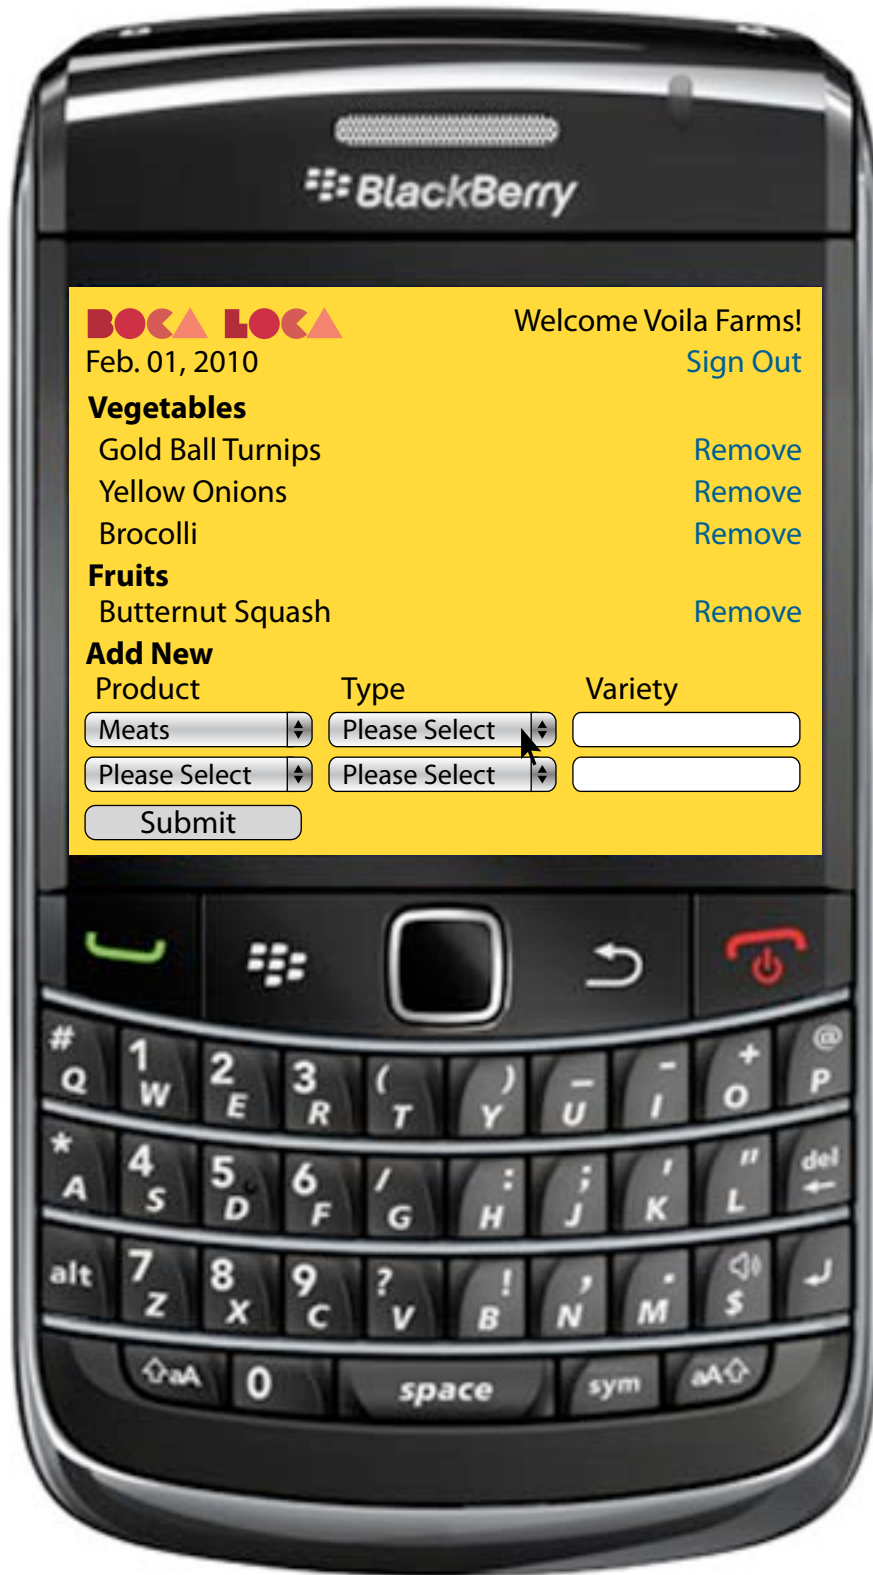 BlackBerry
BOCA LOCA Welcome Voila Farms!
Feb. 01, 2010 Sign Out
Vegetables
Gold Ball Turnips Remove
Yellow Onions Remove
Brocolli Remove
Fruits
Butternut Squash Remove
Add New
Product Type Variety
Meats Please Select
Please Select Please Select
Submit
# 1 2 3 ( ) _ - + @
Q W E R T Y U I O P
* 4 5 6 / : ; ' " del
A S D F G H J K L
alt 7 8 9 ? ! , .
Z X C V B N M $
aA 0 space sym aA